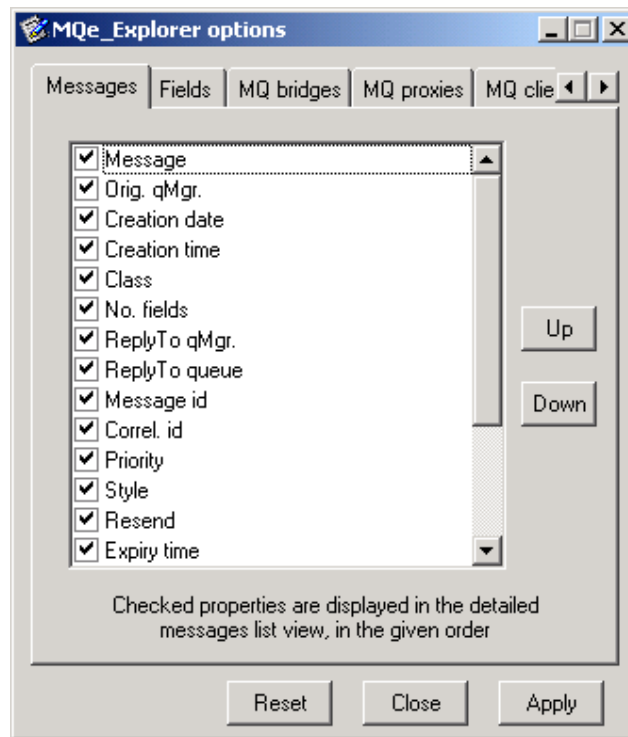 MQe_Explorer options
Messages Fields MQ bridges MQ proxies MQ clie
Message
Orig. qMgr.
Creation date
Creation time
Class
No. fields
ReplyTo qMgr.
ReplyTo queue
Message id
Correl. id
Priority
Style
Resend
Expiry time
Up
Down
Checked properties are displayed in the detailed
messages list view, in the given order
Reset Close Apply